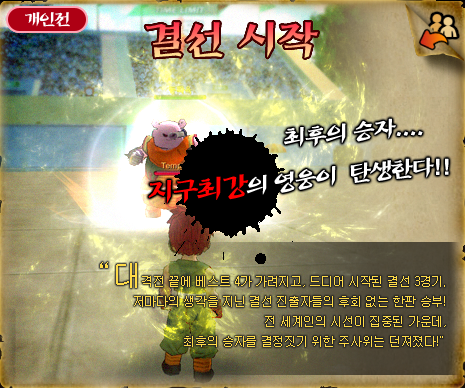 개인전
결선 시작
최후의 승자....
지구최강의 영웅이 탄생한다!!
Temp
“대격전 끝에 베스트 4가 가려지고, 드디어 시작된 결선 3경기.
저마다의 생각을 지닌 결선 진출자들의 후회 없는 한판 승부!
전 세계인의 시선이 집중된 가운데,
최후의 승자를 결정짓기 위한 주사위는 던져졌다!”